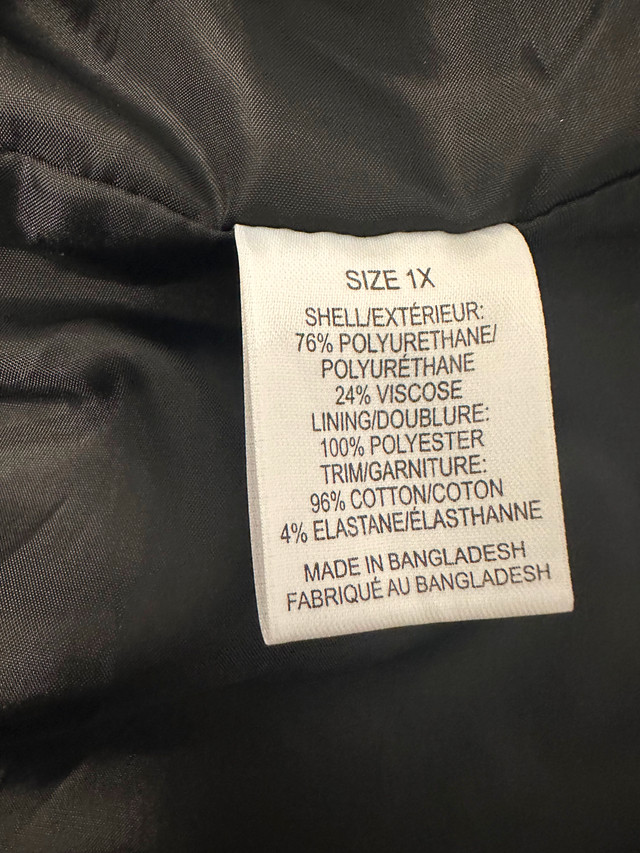 SIZE 1X
SHELL/EXTÉRIEUR:
76% POLYURETHANE/
POLYURÉTHANE
24% VISCOSE
LINING/DOUBLURE:
100% POLYESTER
TRIM/GARNITURE:
96% COTTON/COTON
4% ELASTANE/ÉLASTHANNE
MADE IN BANGLADESH
FABRIQUÉ AU BANGLADESH